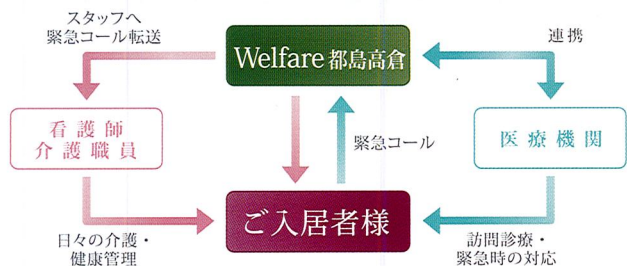 スタッフへ
緊急コール転送
Welfare 都島高倉
連携
看護師
介護職員
緊急コール
医療機関
ご入居者様
日々の介護・
健康管理
訪問診療・
緊急時の対応